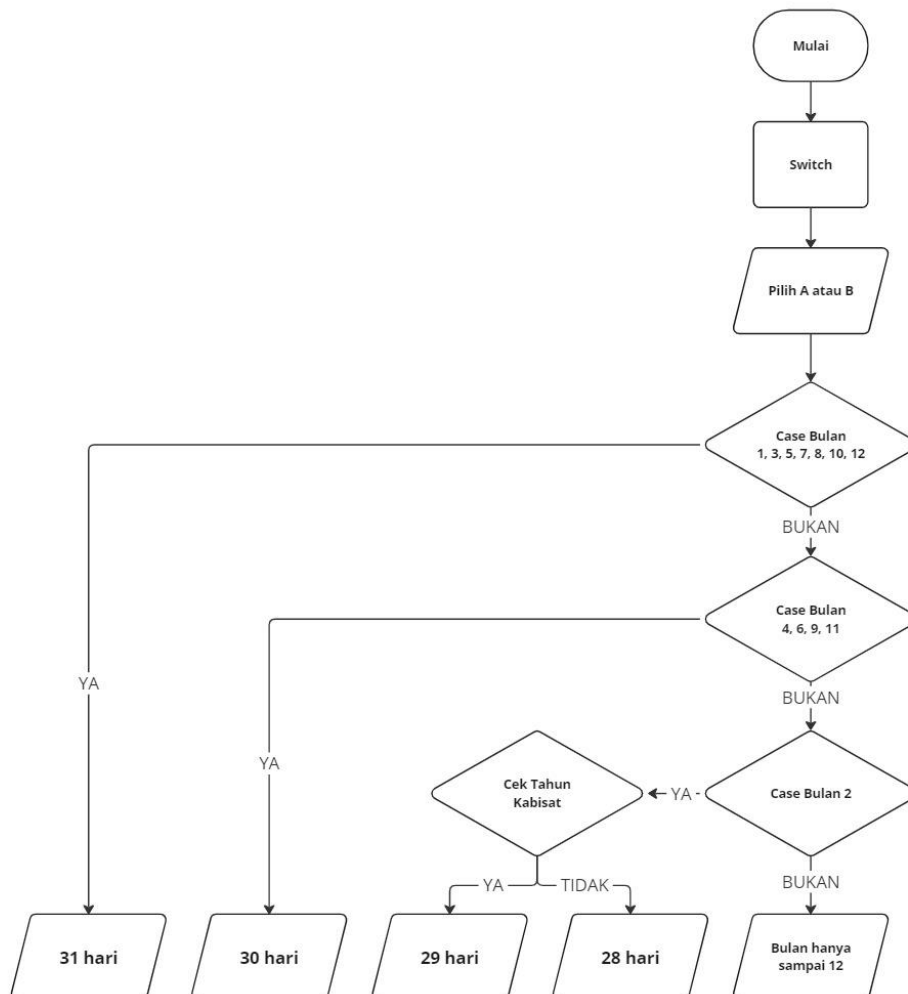 Mulai
Switch
Pilih A atau B
Case Bulan
1, 3, 5, 7, 8, 10, 12
BUKAN
Case Bulan
4, 6, 9, 11
YA
BUKAN
YA
Cek Tahun
Kabisat
YA
Case Bulan 2
YA
TIDAK
BUKAN
31 hari
30 hari
29 hari
28 hari
Bulan hanya
sampai 12